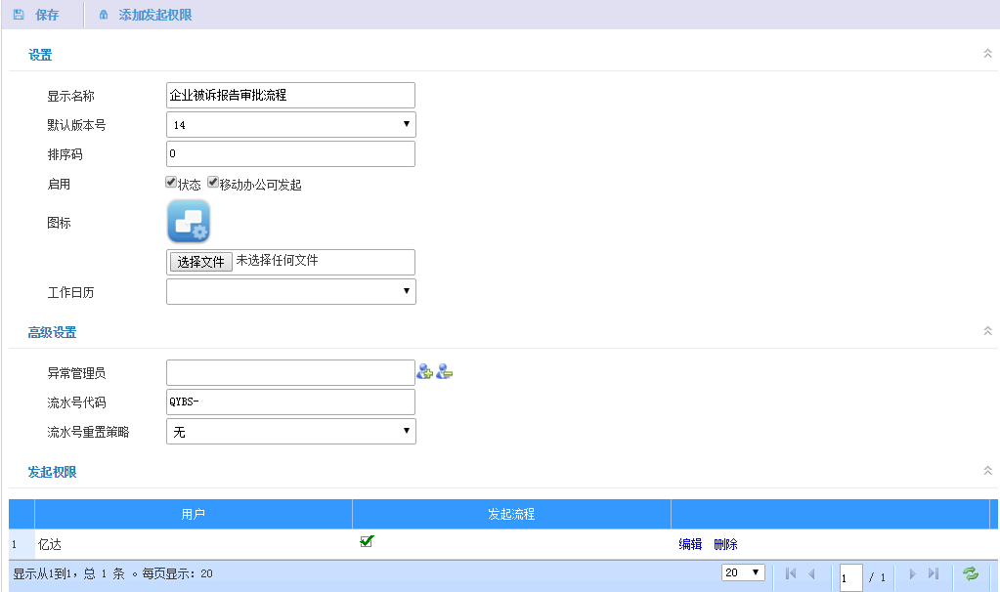 保存 添加发起权限
设置
显示名称 企业被诉报告审批流程
默认版本号 14
排序码 0
启用 状态 移动办公可发起
图标
选择文件 未选择任何文件
工作日历
高级设置
异常管理员
流水号代码 QYBS-
流水号重置策略 无
发起权限
用户 发起流程
1 亿达 编辑 删除
显示从1到1，总 1 条 。每页显示：20 20 1 / 1